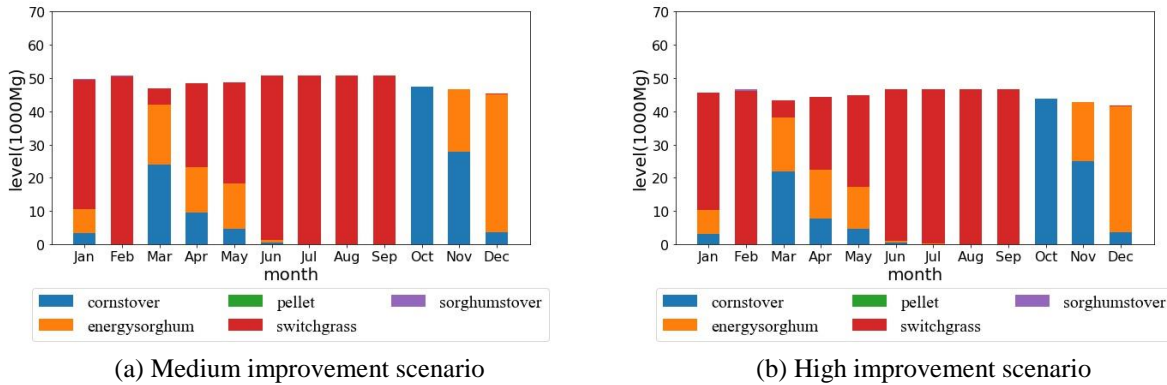 70
60
50
40
30
20
10
0
level(1000Mg)
Jan Feb Mar Apr May Jun Jul Aug Sep Oct Nov Dec
month
cornstover pellet sorghumstover
energysorghum switchgrass
(a) Medium improvement scenario
70
60
50
40
30
20
10
0
level(1000Mg)
Jan Feb Mar Apr May Jun Jul Aug Sep Oct Nov Dec
month
cornstover pellet sorghumstover
energysorghum switchgrass
(b) High improvement scenario